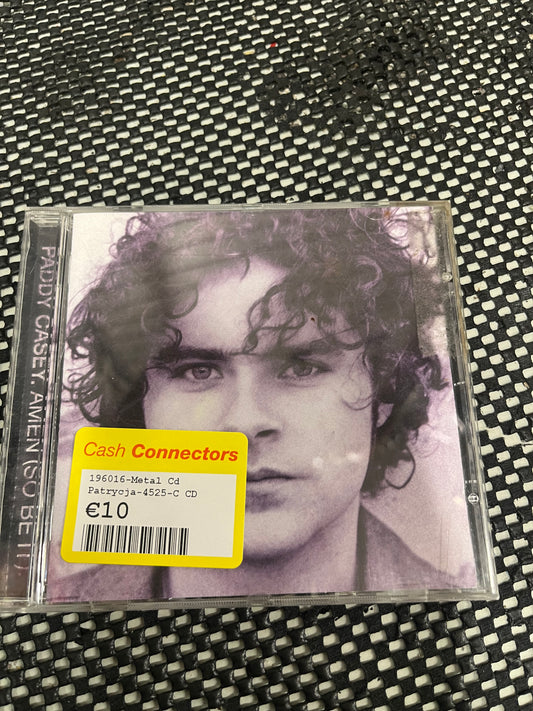 PADDY CASEY. AMEN (SO BE IT)
Cash Connectors
196016-Metal Cd
Patrycja-4525-C CD
€10